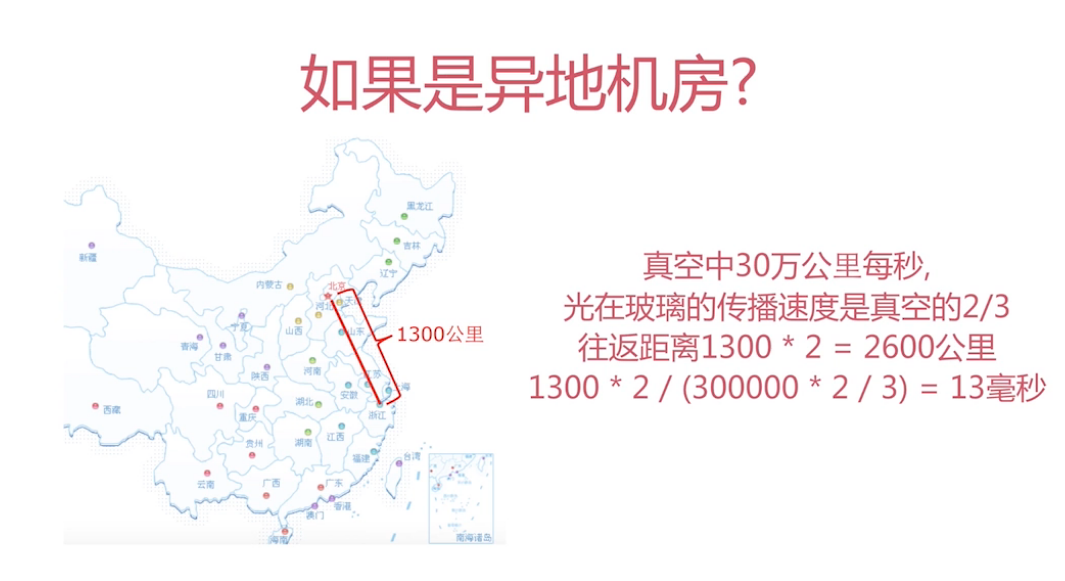 如果是异地机房?
黑龙江
吉林
辽宁
新疆
内蒙古
北京
天津
河北
山西
山东
宁夏
青海
甘肃
陕西
河南
江苏
上海
安徽
四川
湖北
重庆
浙江
西藏
湖南
江西
贵州
福建
台湾
云南
广西
广东
香港
澳门
海南
南海诸岛
1300公里
真空中30万公里每秒,
光在玻璃的传播速度是真空的2/3
往返距离1300 * 2 = 2600公里
1300 * 2 / (300000 * 2 / 3) = 13毫秒